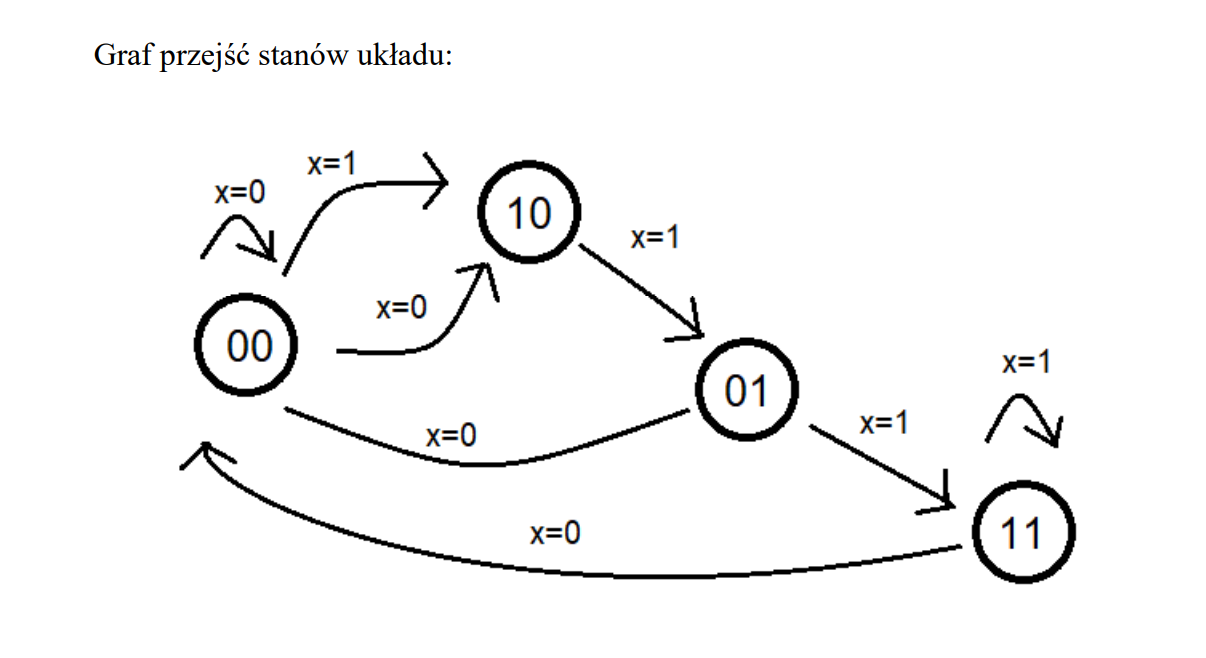 Graf przejść stanów układu:
x=1
x=0
10
x=1
x=0
00
x=1
01
x=1
x=0
11
x=0